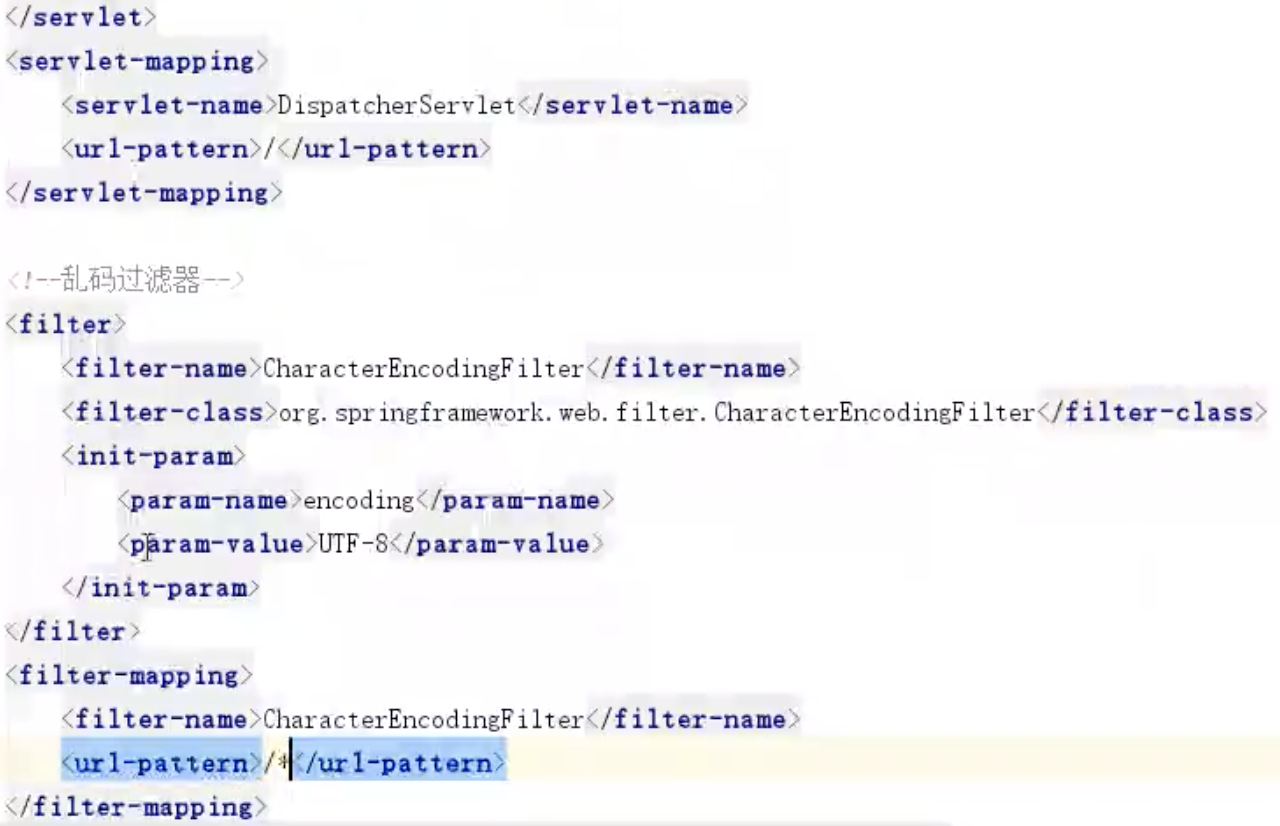 </servlet>
<servlet-mapping>
<servlet-name>DispatcherServlet</servlet-name>
<url-pattern>/</url-pattern>
</servlet-mapping>
<!--乱码过滤器-->
<filter>
<filter-name>CharacterEncodingFilter</filter-name>
<filter-class>org.springframework.web.filter.CharacterEncodingFilter</filter-class>
<init-param>
<param-name>encoding</param-name>
<param-value>UTF-8</param-value>
</init-param>
</filter>
<filter-mapping>
<filter-name>CharacterEncodingFilter</filter-name>
<url-pattern>/*</url-pattern>
</filter-mapping>